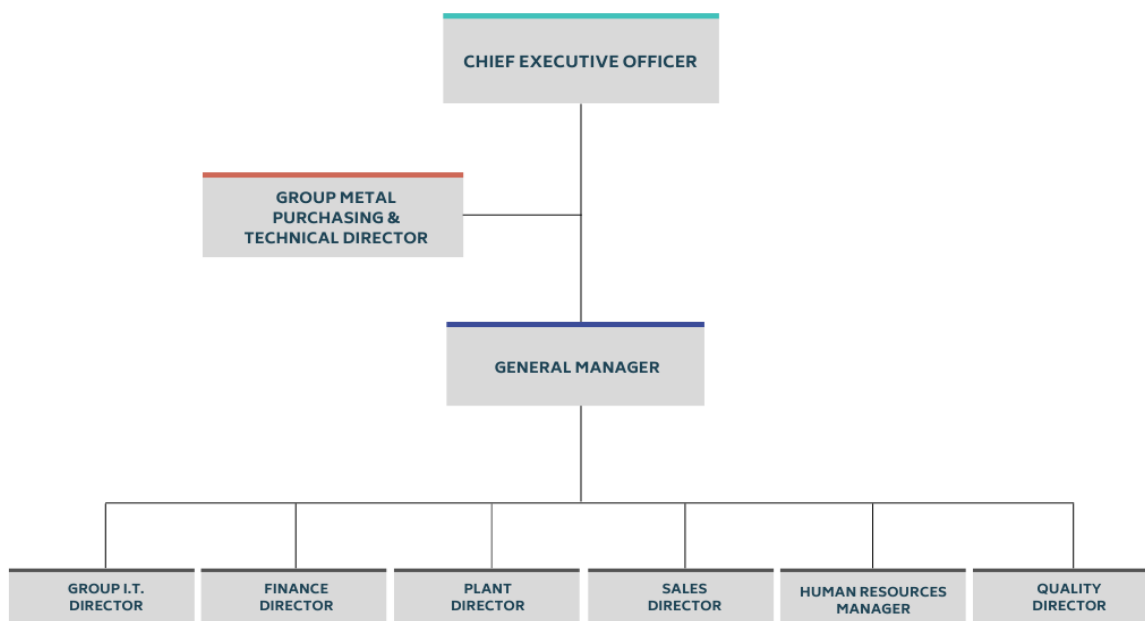 CHIEF EXECUTIVE OFFICER
GROUP METAL
PURCHASING &
TECHNICAL DIRECTOR
GENERAL MANAGER
GROUP I.T.
DIRECTOR
FINANCE
DIRECTOR
PLANT
DIRECTOR
SALES
DIRECTOR
HUMAN RESOURCES
MANAGER
QUALITY
DIRECTOR